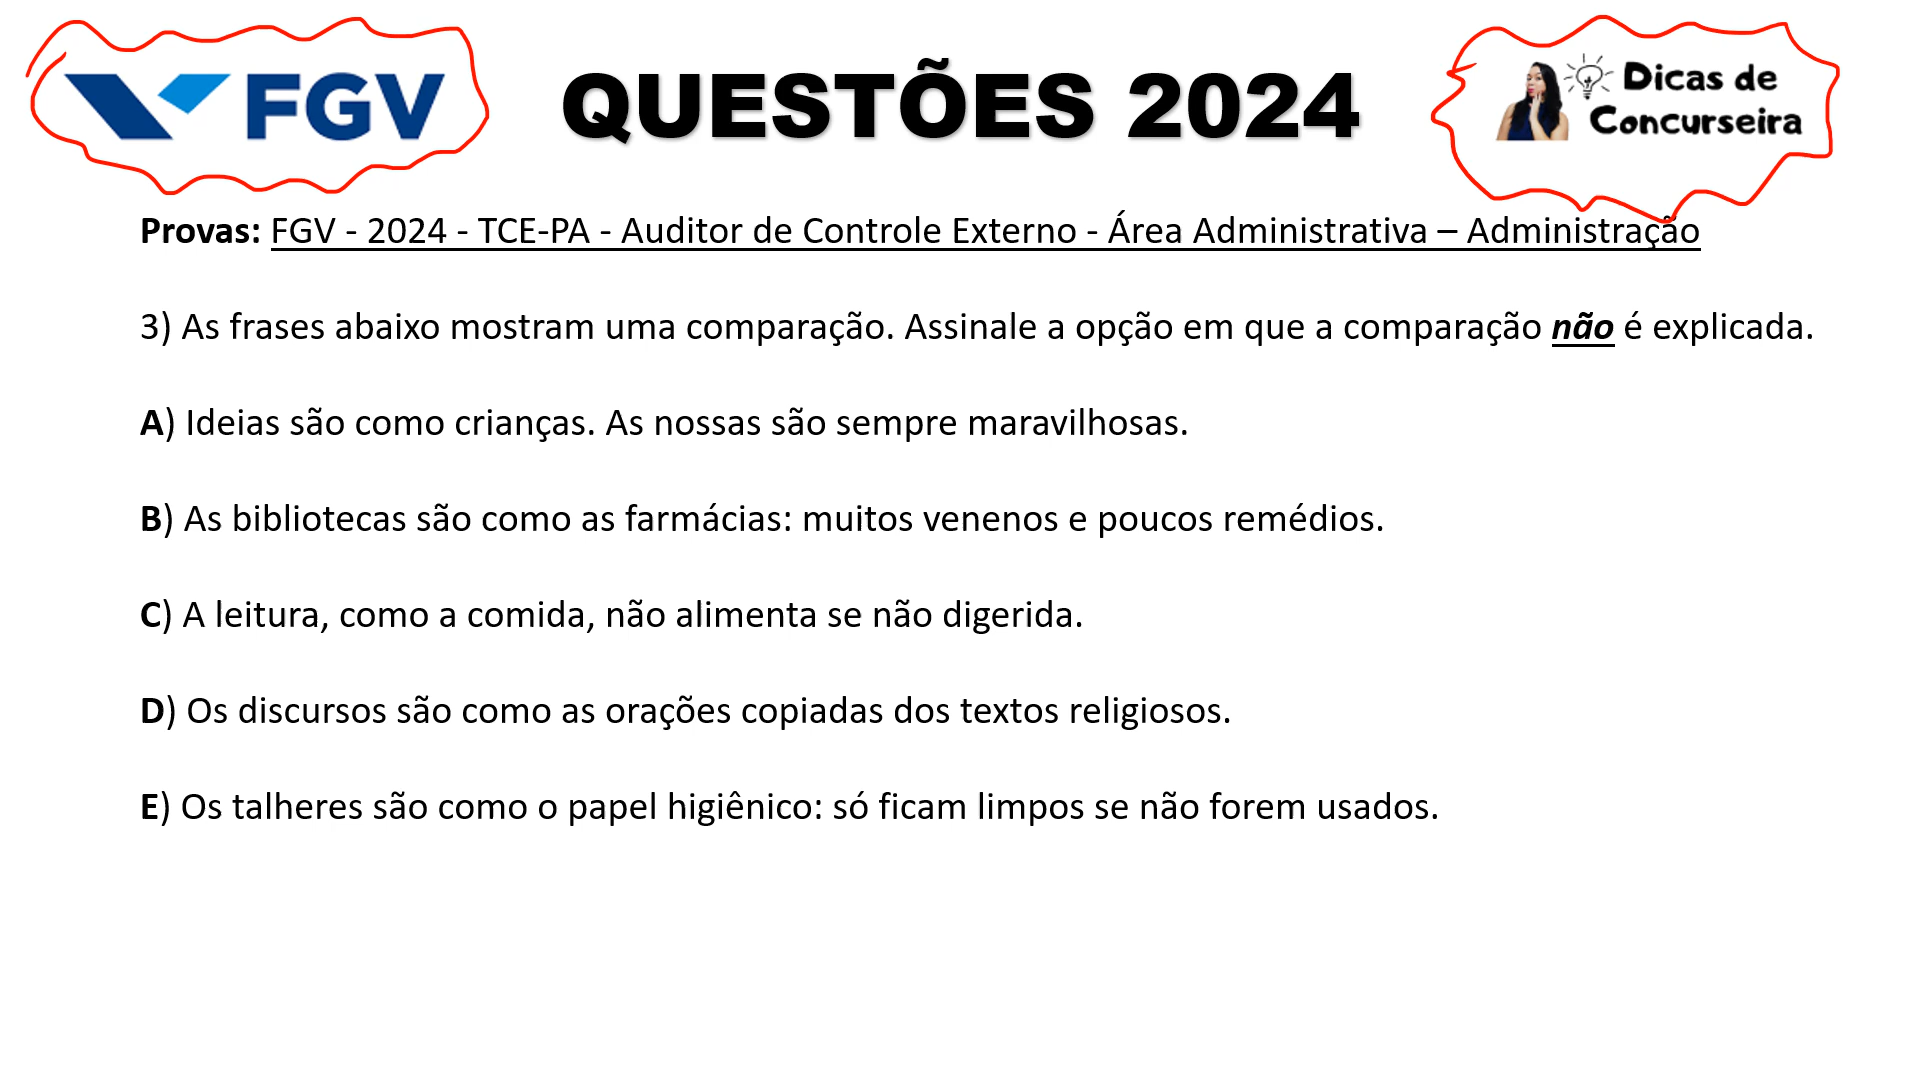 FGV
QUESTÕES 2024
Dicas de
Concurseira
Provas: FGV - 2024 - TCE-PA - Auditor de Controle Externo - Área Administrativa – Administração
3) As frases abaixo mostram uma comparação. Assinale a opção em que a comparação não é explicada.
A) Ideias são como crianças. As nossas são sempre maravilhosas.
B) As bibliotecas são como as farmácias: muitos venenos e poucos remédios.
C) A leitura, como a comida, não alimenta se não digerida.
D) Os discursos são como as orações copiadas dos textos religiosos.
E) Os talheres são como o papel higiênico: só ficam limpos se não forem usados.